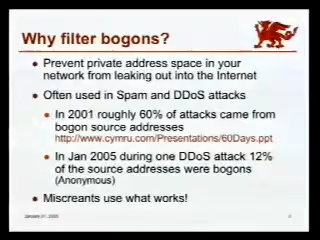 Why filter bogons?
Prevent private address space in your
network from leaking out into the Internet
Often used in Spam and DDoS attacks
In 2001 roughly 60% of attacks came from
bogon source addresses
http://www.cymru.com/Presentations/60Days.ppt
In Jan 2005 during one DDoS attack 12%
of the source addresses were bogons
(Anonymous)
Miscreants use what works!
January 31, 2005